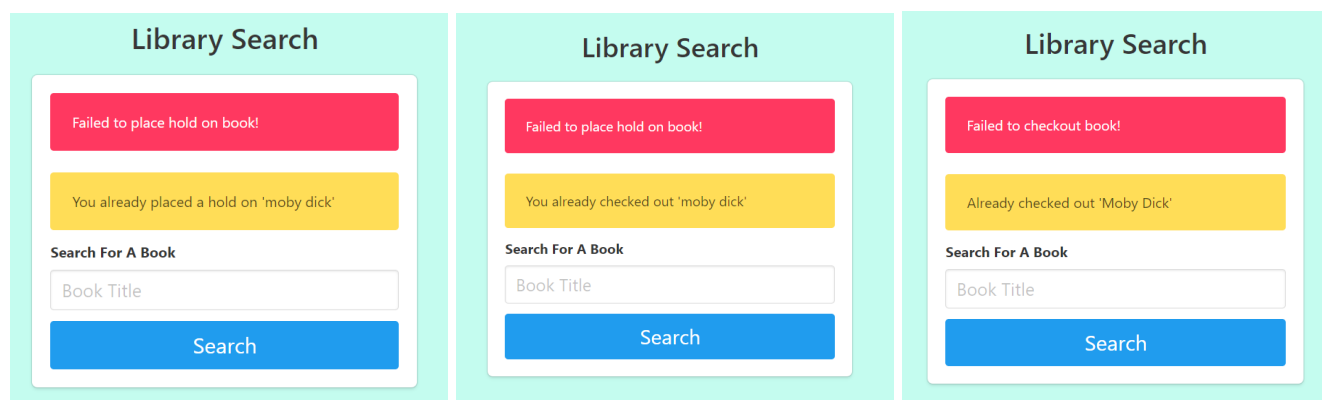 Library Search
Failed to place hold on book!
You already placed a hold on 'moby dick'
Search For A Book
Book Title
Search
Library Search
Failed to place hold on book!
You already checked out 'moby dick'
Search For A Book
Book Title
Search
Library Search
Failed to checkout book!
Already checked out 'Moby Dick'
Search For A Book
Book Title
Search